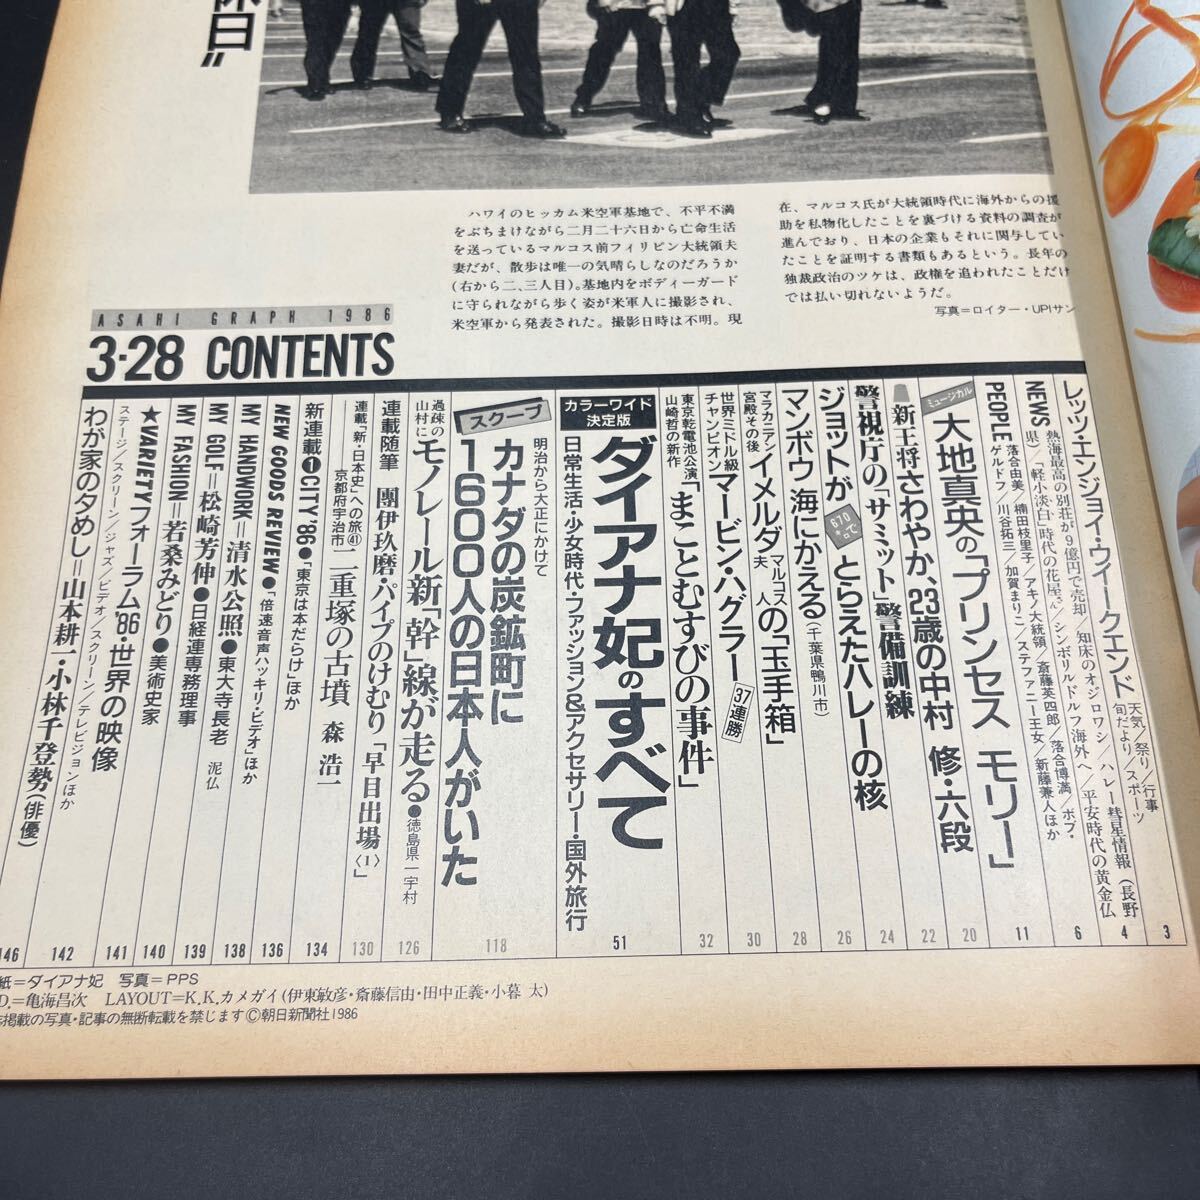 休日”
ハワイのヒッカム米空軍基地で、不平不満
をぶちまけながら二月二十六日から亡命生活
を送っているマルコス前フィリピン大統領夫
妻だが、散歩は唯一の気晴らしなのだろうか
(右から二、三人目)。基地内をボディーガード
に守られながら歩く姿が米軍人に撮影され、
米空軍から発表された。撮影日時は不明。現
在、マルコス氏が大統領時代に海外からの援
助を私物化したことを裏づける資料の調査が
進んでおり、日本の企業もそれに関与してい
たことを証明する書類もあるという。長年の
独裁政治のツケは、政権を追われたことだけ
では払い切れないようだ。
写真=ロイター・UPIサン
ASAHI GRAPH 1986
3·28 CONTENTS
レッツ・エンジョイ・ウイークエンド 天気/祭り/行事
旬だより/スポーツ
3
熱海最高の別荘が9億円で売却/知床のオジロワシ/ハレー彗星情報(長野
4
NEWS 県)/「軽小淡白」時代の花屋さん/シンボリルドルフ海外へ/平安時代の黄金仏
6
PEOPLE 落合由美/楠田枝里子/アキノ大統領/斎藤英四郎/落合博満/ボブ・
ゲルドフ/川谷拓三/加賀まりこ/ステファニー王女/新藤兼人ほか
11
ミュージカル 大地真央の「プリンセス モリー」
20
新王将さわやか、23歳の中村 修・六段
22
警視庁の「サミット」警備訓練
24
ジョットが670キロでとらえたハレーの核
26
マンボウ 海にかえる(千葉県鴨川市)
28
マラカニアン宮殿その後 イメルダマルコス夫人の「玉手箱」
30
世界ミドル級チャンピオン マービン・ハグラー 37連勝
32
東京乾電池公演
山崎哲の新作 「まことむすびの事件」
カラーワイド
決定版
ダイアナ妃のすべて
日常生活・少女時代・ファッション&アクセサリー・国外旅行
51
スクープ
明治から大正にかけて
カナダの炭鉱町に
1600人の日本人がいた
118
過疎の
山村に モノレール新「幹」線が走る●徳島県一宇村
126
連載随筆 團伊玖磨・パイプのけむり「早目出場〈1〉」
130
連載「新・日本史」への旅㊶
京都府宇治市 二重塚の古墳 森 浩一
134
新連載❶CITY'86●「東京は本だらけ」ほか
136
NEW GOODS REVIEW●「倍速音声ハッキリ・ビデオ」ほか
138
MY HANDWORK=清水公照●東大寺長老 泥仏
139
MY GOLF=松崎芳伸●日経連専務理事
140
MY FASHION=若桑みどり●美術史家
141
★VARIETYフォーラム'86・世界の映像
ステージ/スクリーン/ジャズ/ビデオ/スクリーン/テレビジョンほか
142
わが家の夕めし=山本耕一・小林千登勢(俳優)
146
紙=ダイアナ妃 写真=PPS
D.=亀海昌次 LAYOUT=K.K.カメガイ(伊東敏彦・斎藤信由・田中正義・小暮 太)
掲載の写真・記事の無断転載を禁じます©朝日新聞社1986